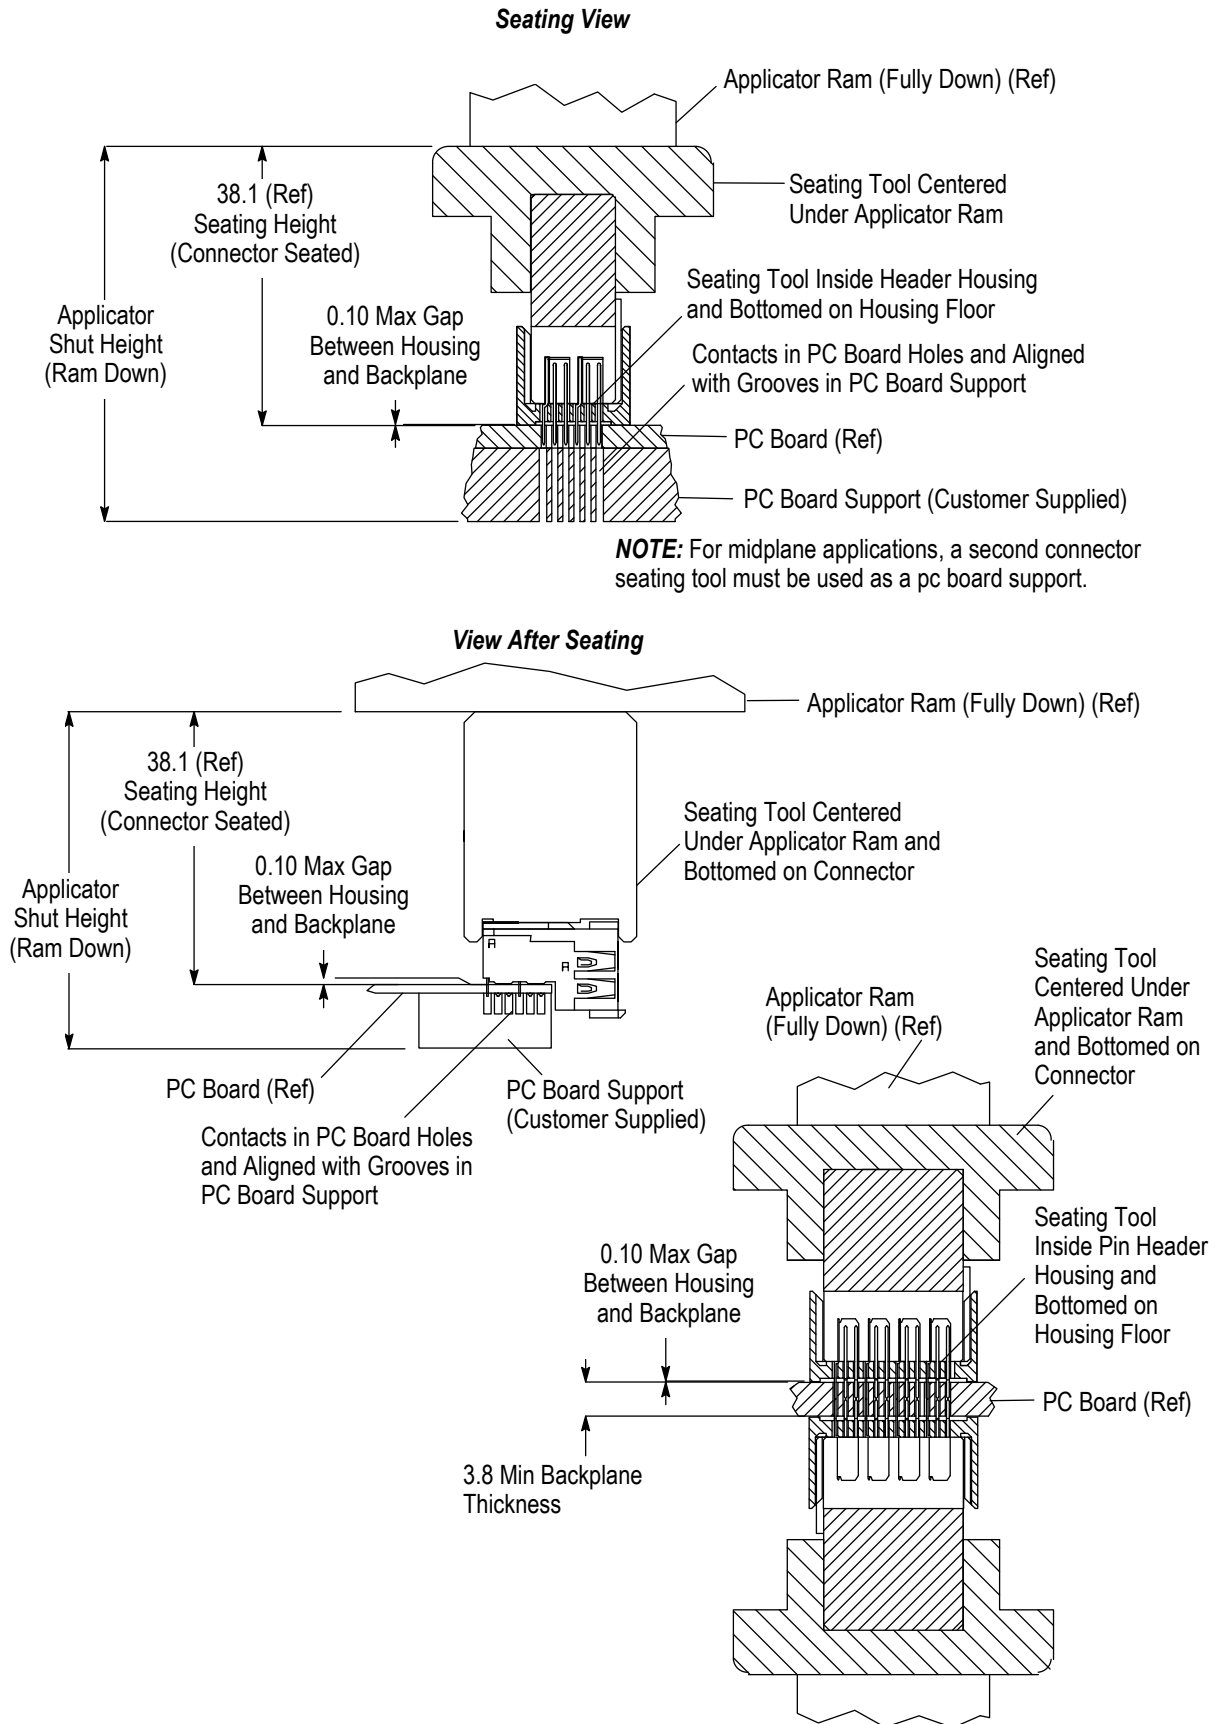 Seating View
Applicator Ram (Fully Down) (Ref)
38.1 (Ref)
Seating Height
(Connector Seated)
Seating Tool Centered
Under Applicator Ram
Applicator
Shut Height
(Ram Down)
0.10 Max Gap
Between Housing
and Backplane
Seating Tool Inside Header Housing
and Bottomed on Housing Floor
Contacts in PC Board Holes and Aligned
with Grooves in PC Board Support
PC Board (Ref)
PC Board Support (Customer Supplied)
NOTE: For midplane applications, a second connector
seating tool must be used as a pc board support.
View After Seating
Applicator Ram (Fully Down) (Ref)
38.1 (Ref)
Seating Height
(Connector Seated)
Seating Tool Centered
Under Applicator Ram and
Bottomed on Connector
0.10 Max Gap
Between Housing
and Backplane
Applicator
Shut Height
(Ram Down)
PC Board (Ref)
PC Board Support
(Customer Supplied)
Contacts in PC Board Holes
and Aligned with Grooves in
PC Board Support
Applicator Ram
(Fully Down) (Ref)
Seating Tool
Centered Under
Applicator Ram
and Bottomed on
Connector
0.10 Max Gap
Between Housing
and Backplane
Seating Tool
Inside Pin Header
Housing and
Bottomed on
Housing Floor
PC Board (Ref)
3.8 Min Backplane
Thickness